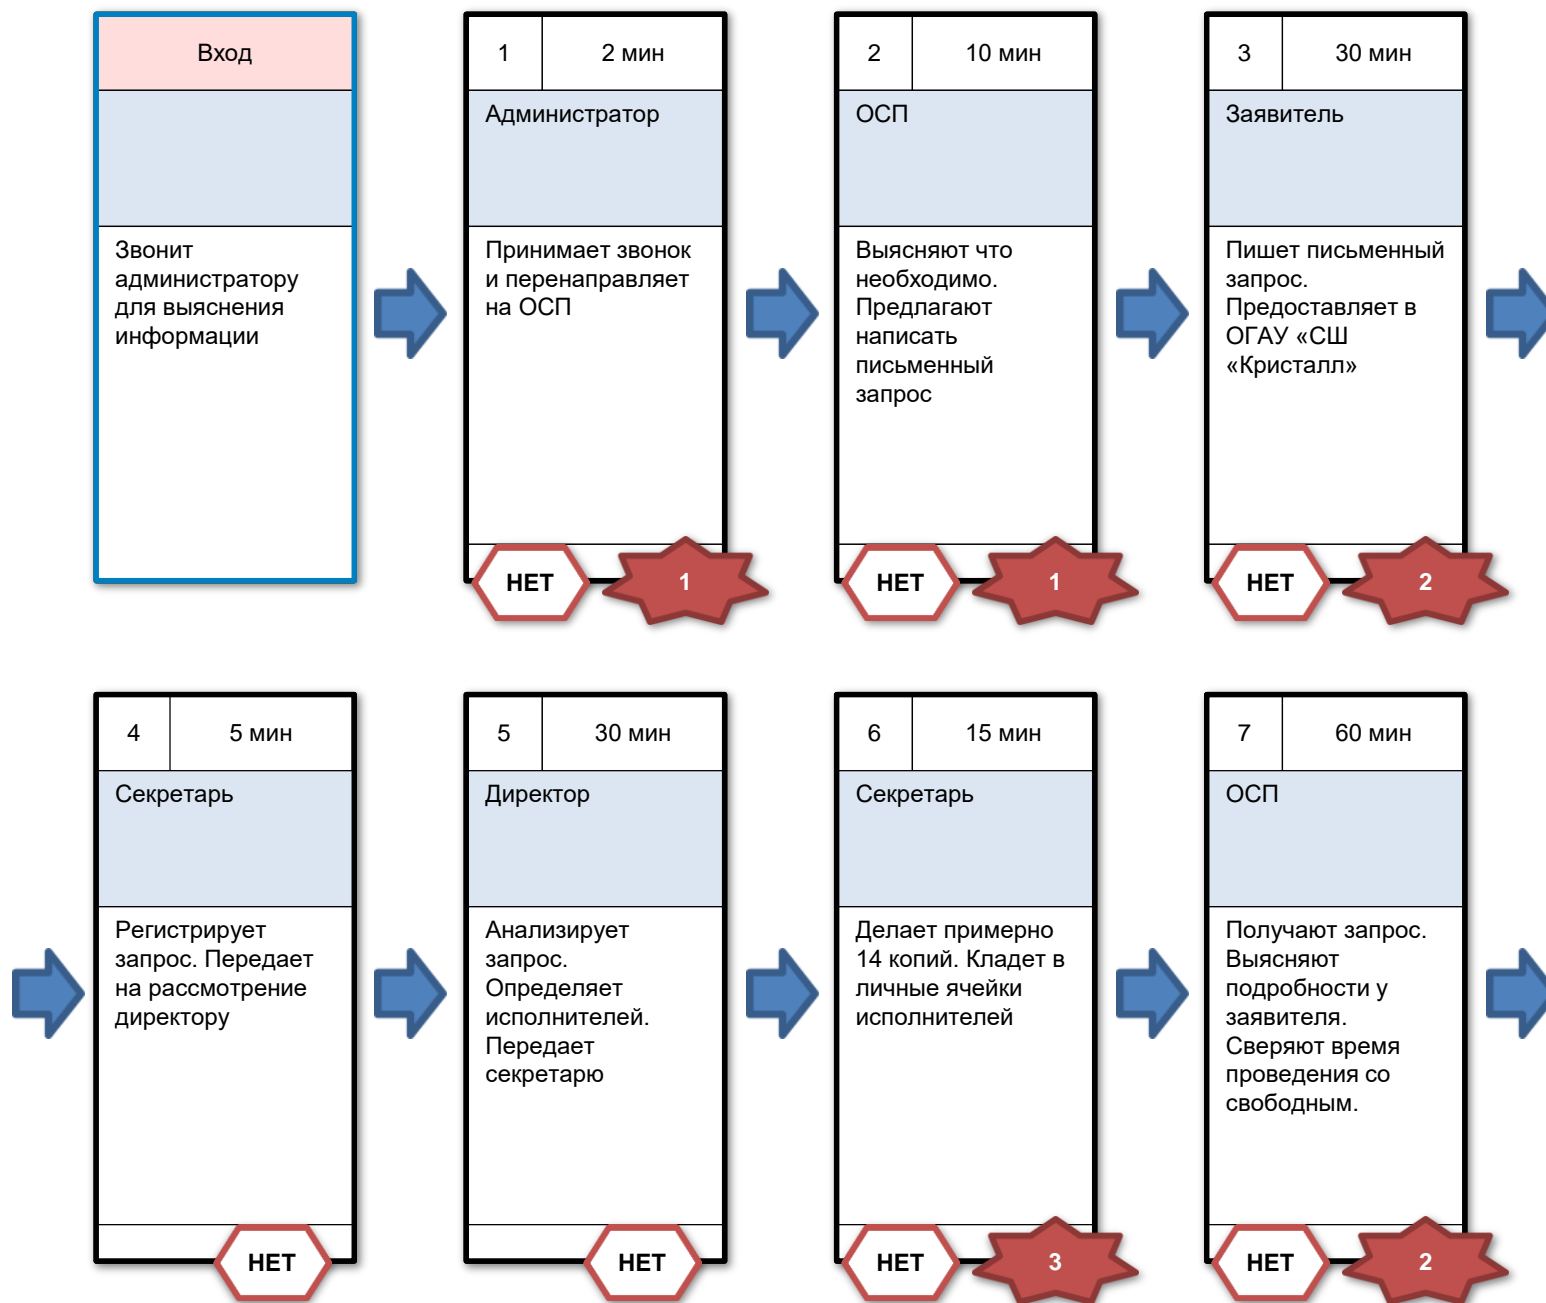 Вход
Звонит
администратору
для выяснения
информации
1
2 мин
Администратор
Принимает звонок
и перенаправляет
на ОСП
НЕТ
1
2
10 мин
ОСП
Выясняют что
необходимо.
Предлагают
написать
письменный
запрос
НЕТ
1
3
30 мин
Заявитель
Пишет письменный
запрос.
Предоставляет в
ОГАУ «СШ
«Кристалл»
НЕТ
2
4
5 мин
Секретарь
Регистрирует
запрос. Передает
на рассмотрение
директору
НЕТ
5
30 мин
Директор
Анализирует
запрос.
Определяет
исполнителей.
Передает
секретарю
НЕТ
6
15 мин
Секретарь
Делает примерно
14 копий. Кладет в
личные ячейки
исполнителей
НЕТ
3
7
60 мин
ОСП
Получают запрос.
Выясняют
подробности у
заявителя.
Сверяют время
проведения со
свободным.
НЕТ
2